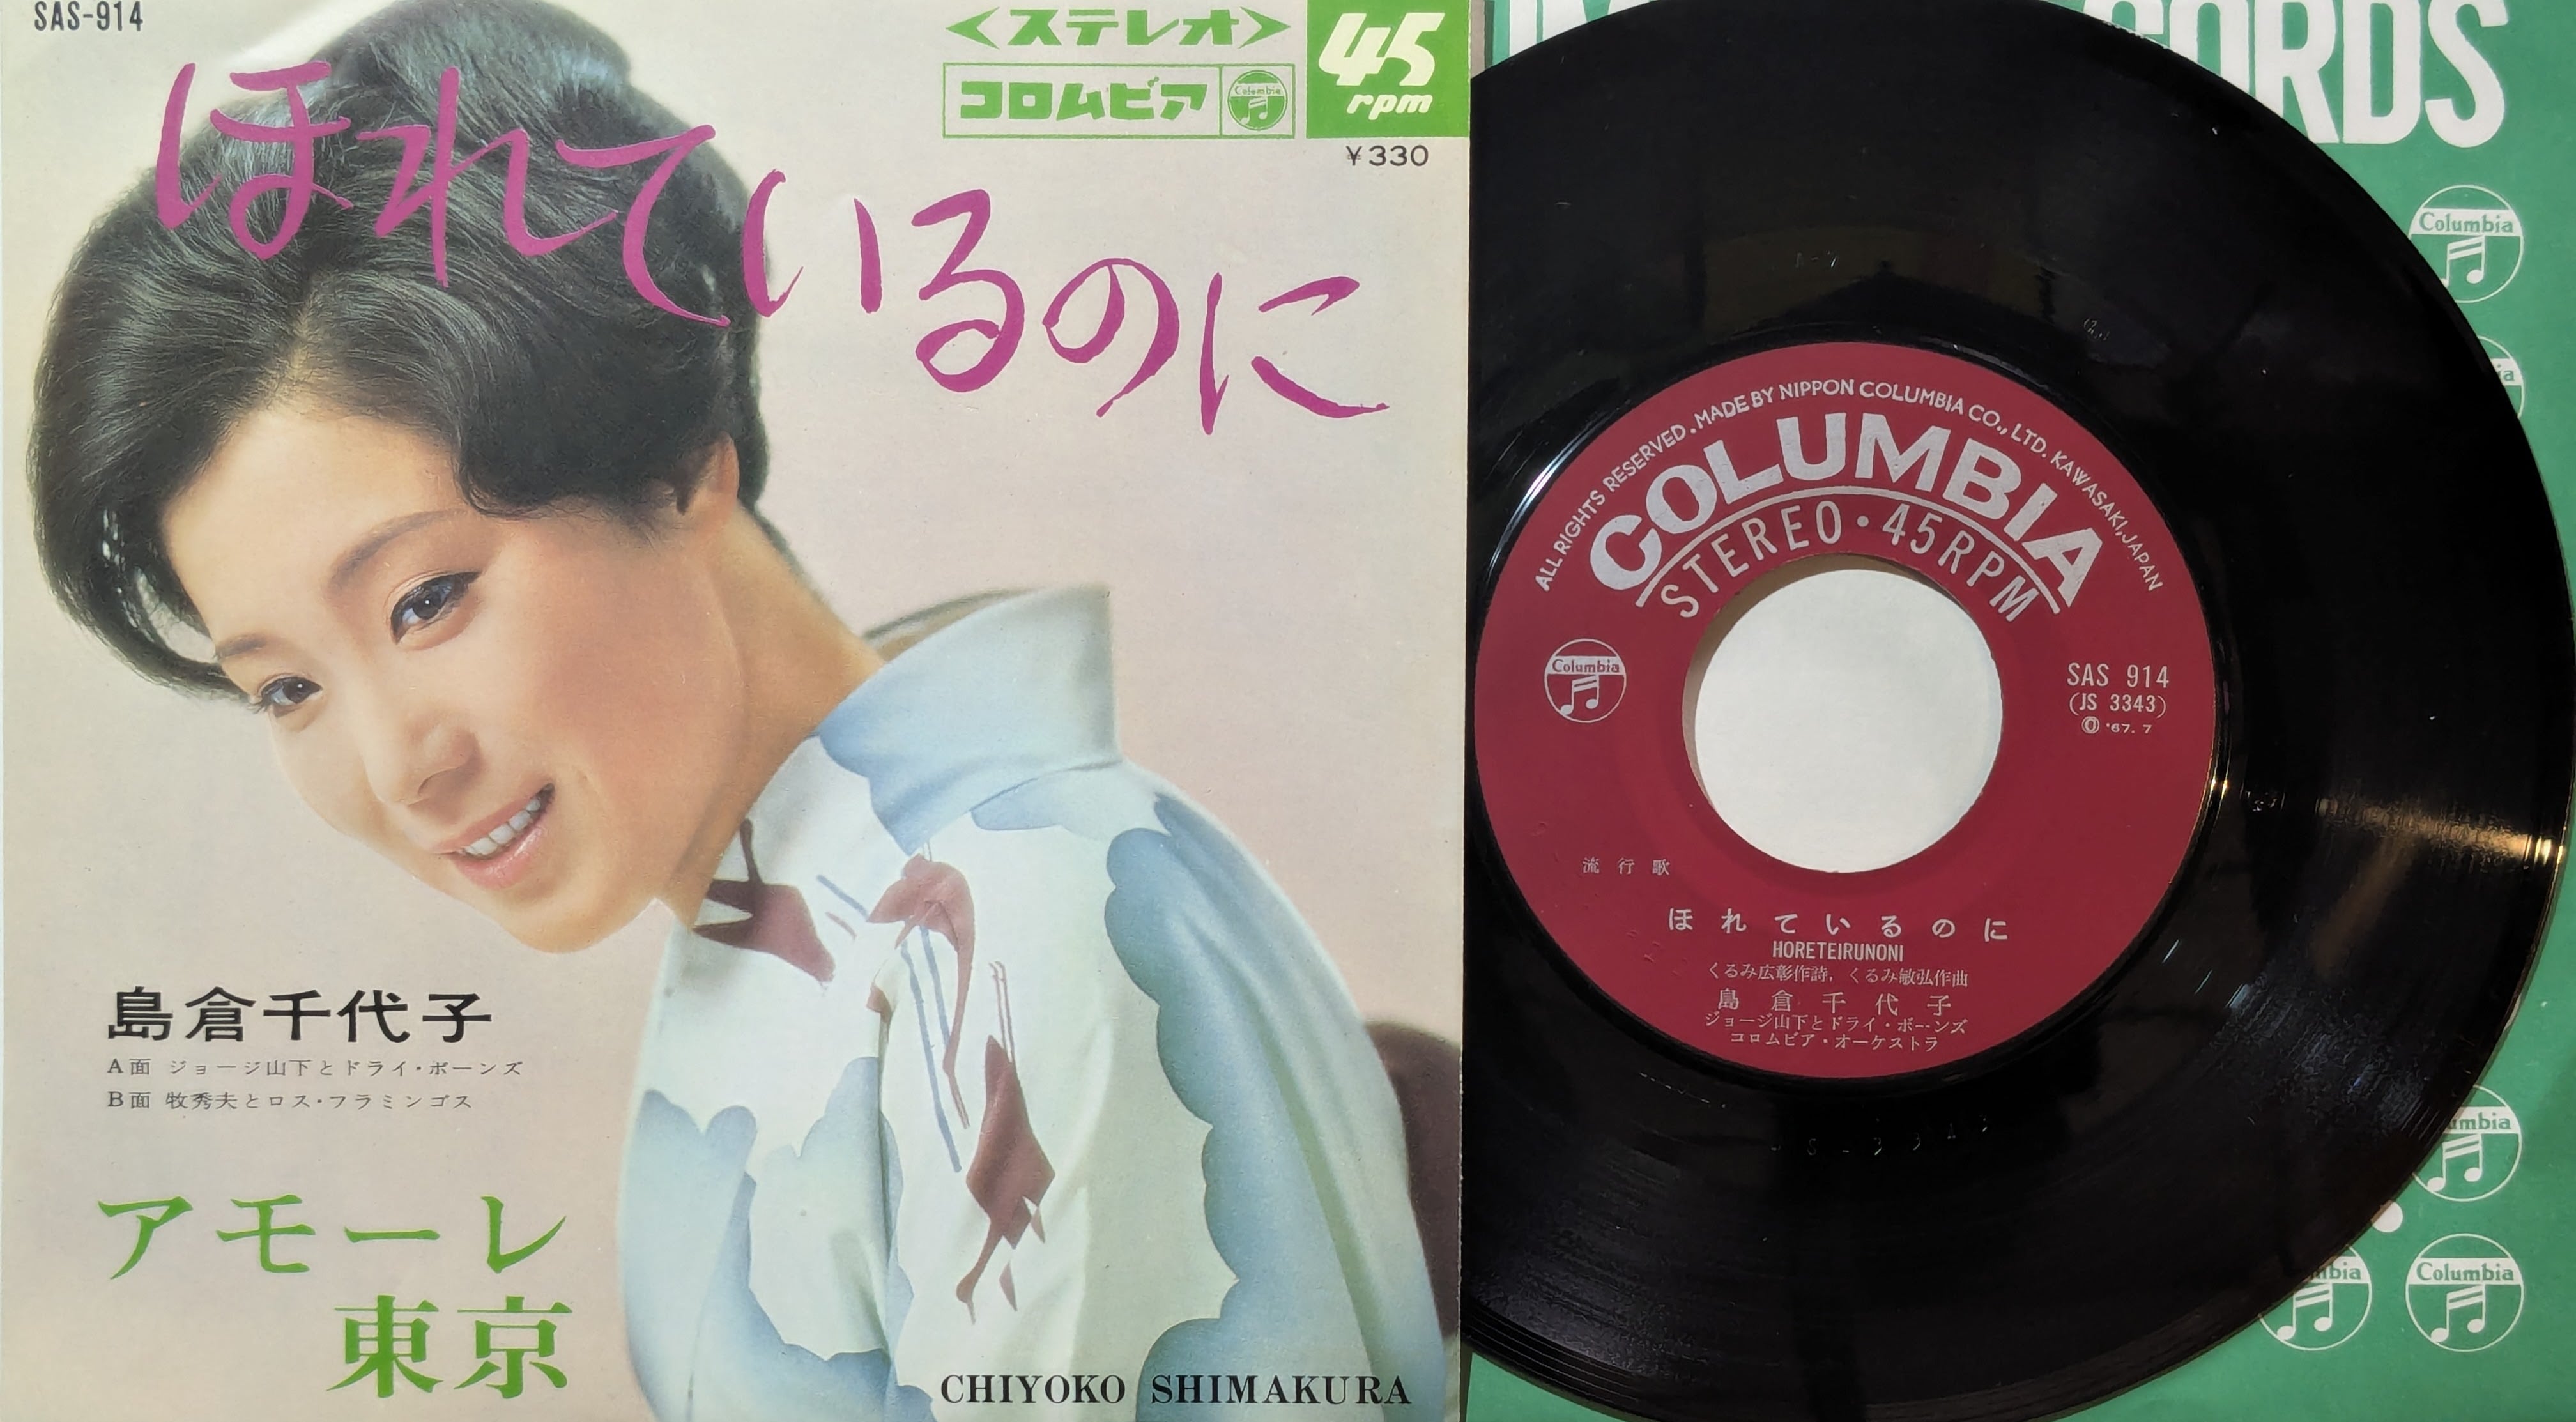 SAS-914
<ステレオ>
コロムビア
Columbia
45
rpm
¥330
ほれているのに
島倉千代子
A面 ジョージ山下とドライ・ボーンズ
B面 牧秀夫とロス・フラミンゴス
アモーレ
東京
CHIYOKO SHIMAKURA
ALL RIGHTS RESERVED. MADE BY NIPPON COLUMBIA CO., LTD. KAWASAKI, JAPAN
COLUMBIA
STEREO・45RPM
Columbia
SAS 914
(JS 3343)
Ⓞ '67. 7
流行歌
ほれているのに
HORETEIRUNONI
くるみ広彰作詩, くるみ敏弘作曲
島倉千代子
ジョージ山下とドライ・ボーンズ
コロムビア・オーケストラ
JS-3343
Columbia
Columbia